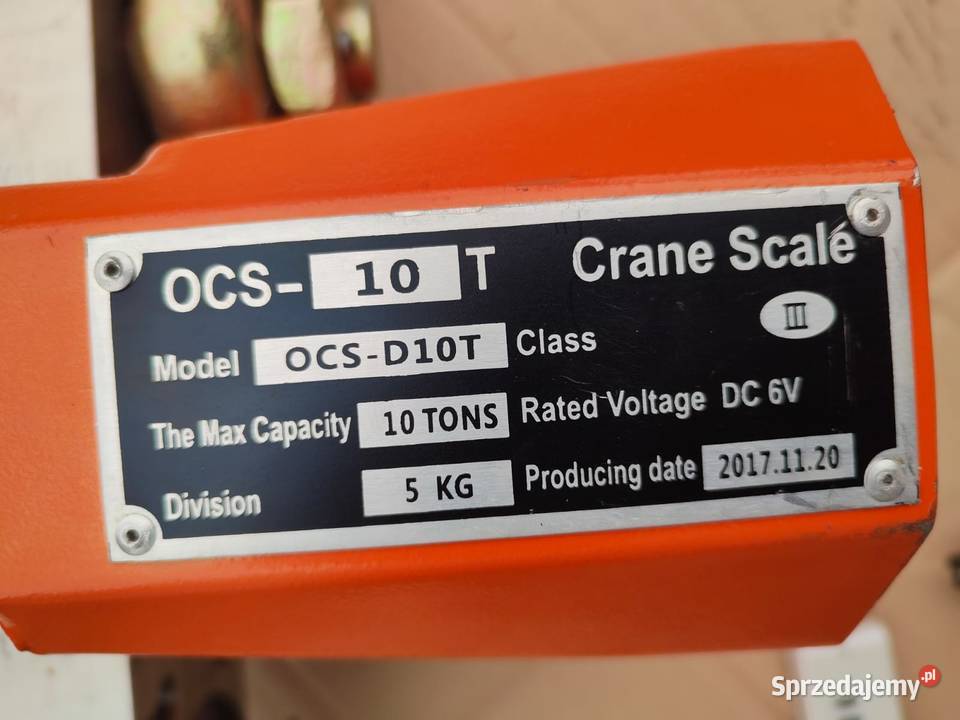 OCS- 10 T Crane Scale
III
Model OCS-D10T Class
The Max Capacity 10 TONS Rated Voltage DC 6V
Division 5 KG Producing date 2017.11.20
Sprzedajemy.pl